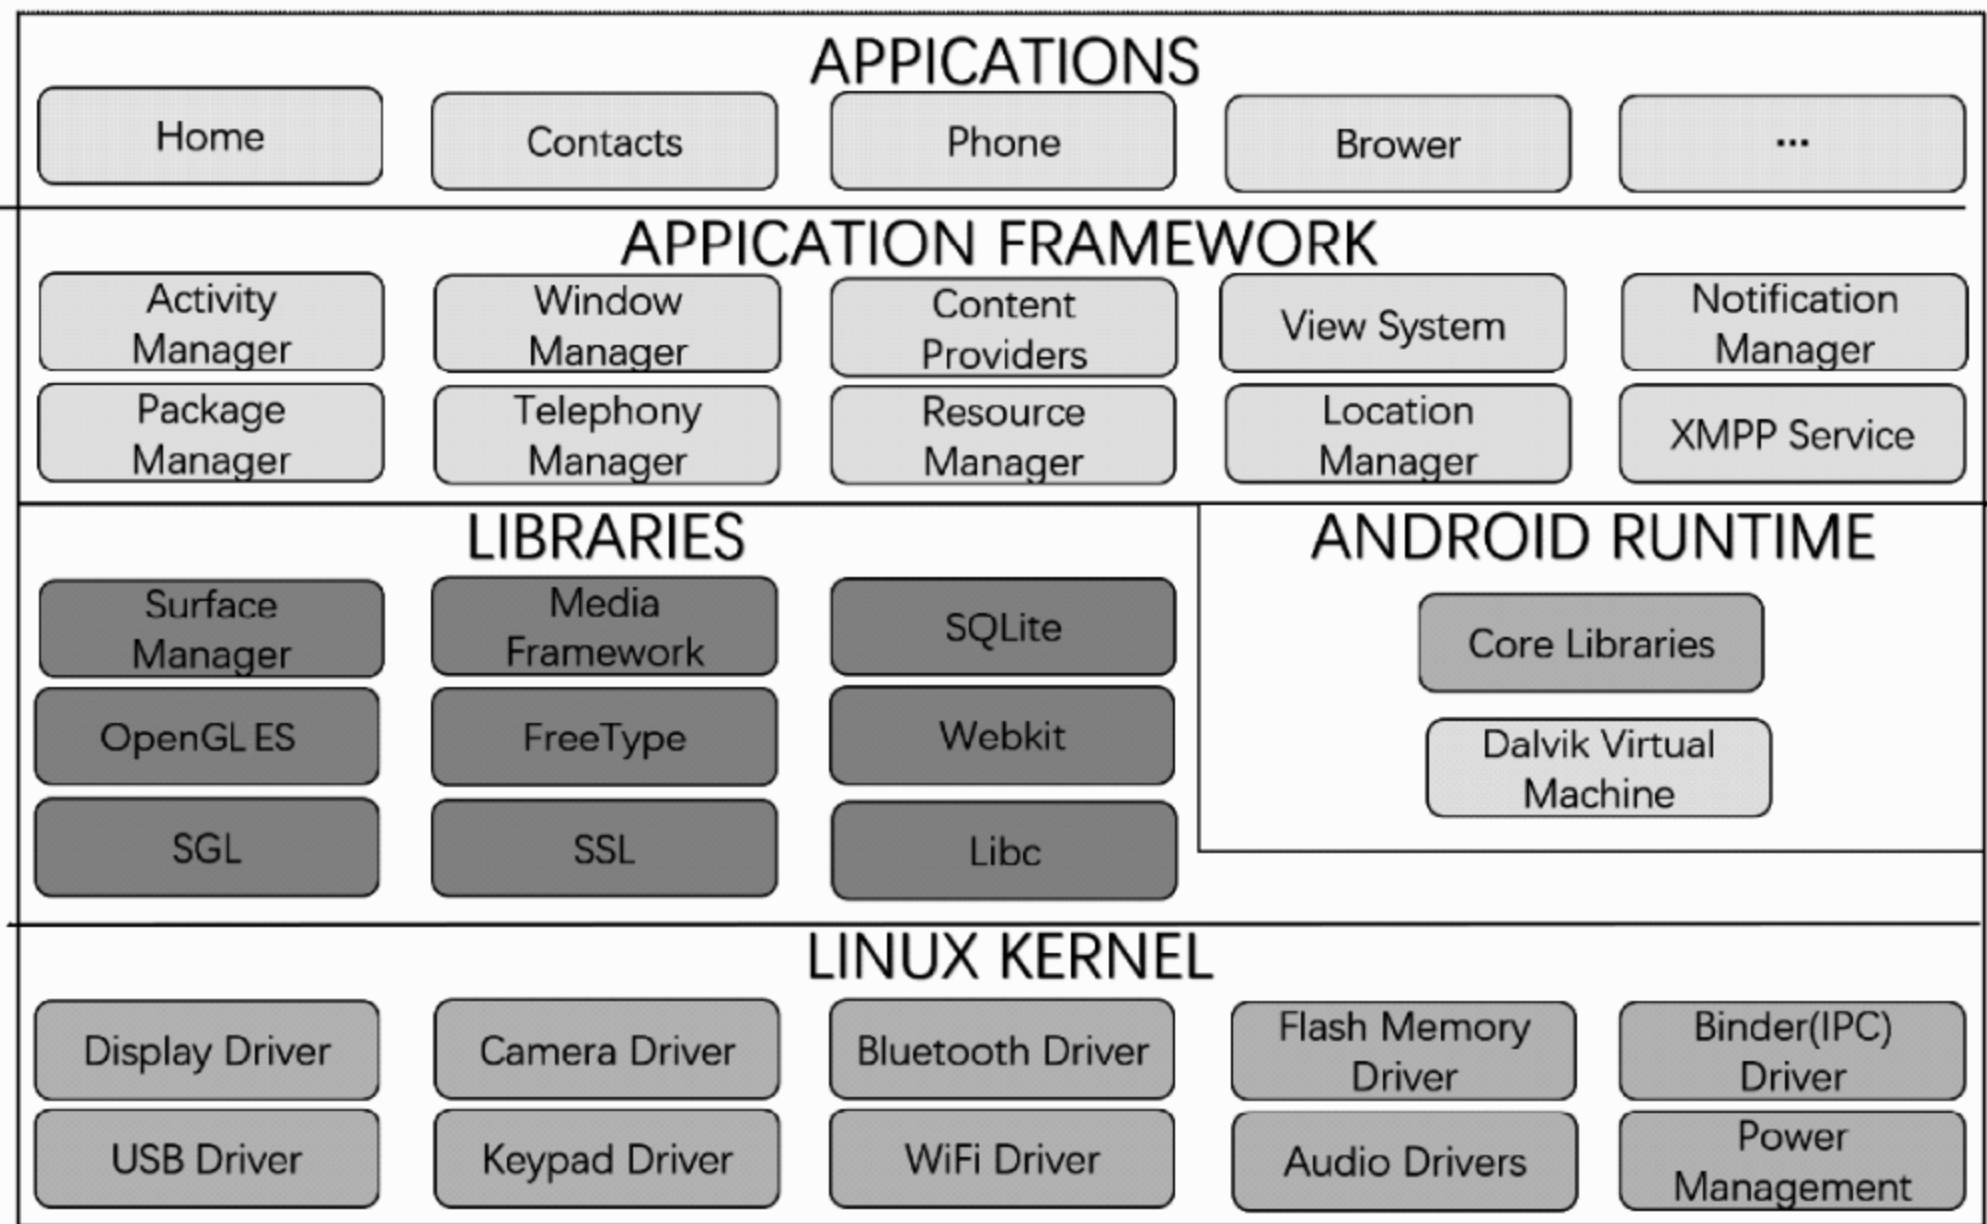 APPICATIONS
Home
Contacts
Phone
Brower
...
APPICATION FRAMEWORK
Activity
Manager
Window
Manager
Content
Providers
View System
Notification
Manager
Package
Manager
Telephony
Manager
Resource
Manager
Location
Manager
XMPP Service
LIBRARIES
Surface
Manager
Media
Framework
SQLite
OpenGL ES
FreeType
Webkit
SGL
SSL
Libc
ANDROID RUNTIME
Core Libraries
Dalvik Virtual
Machine
LINUX KERNEL
Display Driver
Camera Driver
Bluetooth Driver
Flash Memory
Driver
Binder(IPC)
Driver
USB Driver
Keypad Driver
WiFi Driver
Audio Drivers
Power
Management